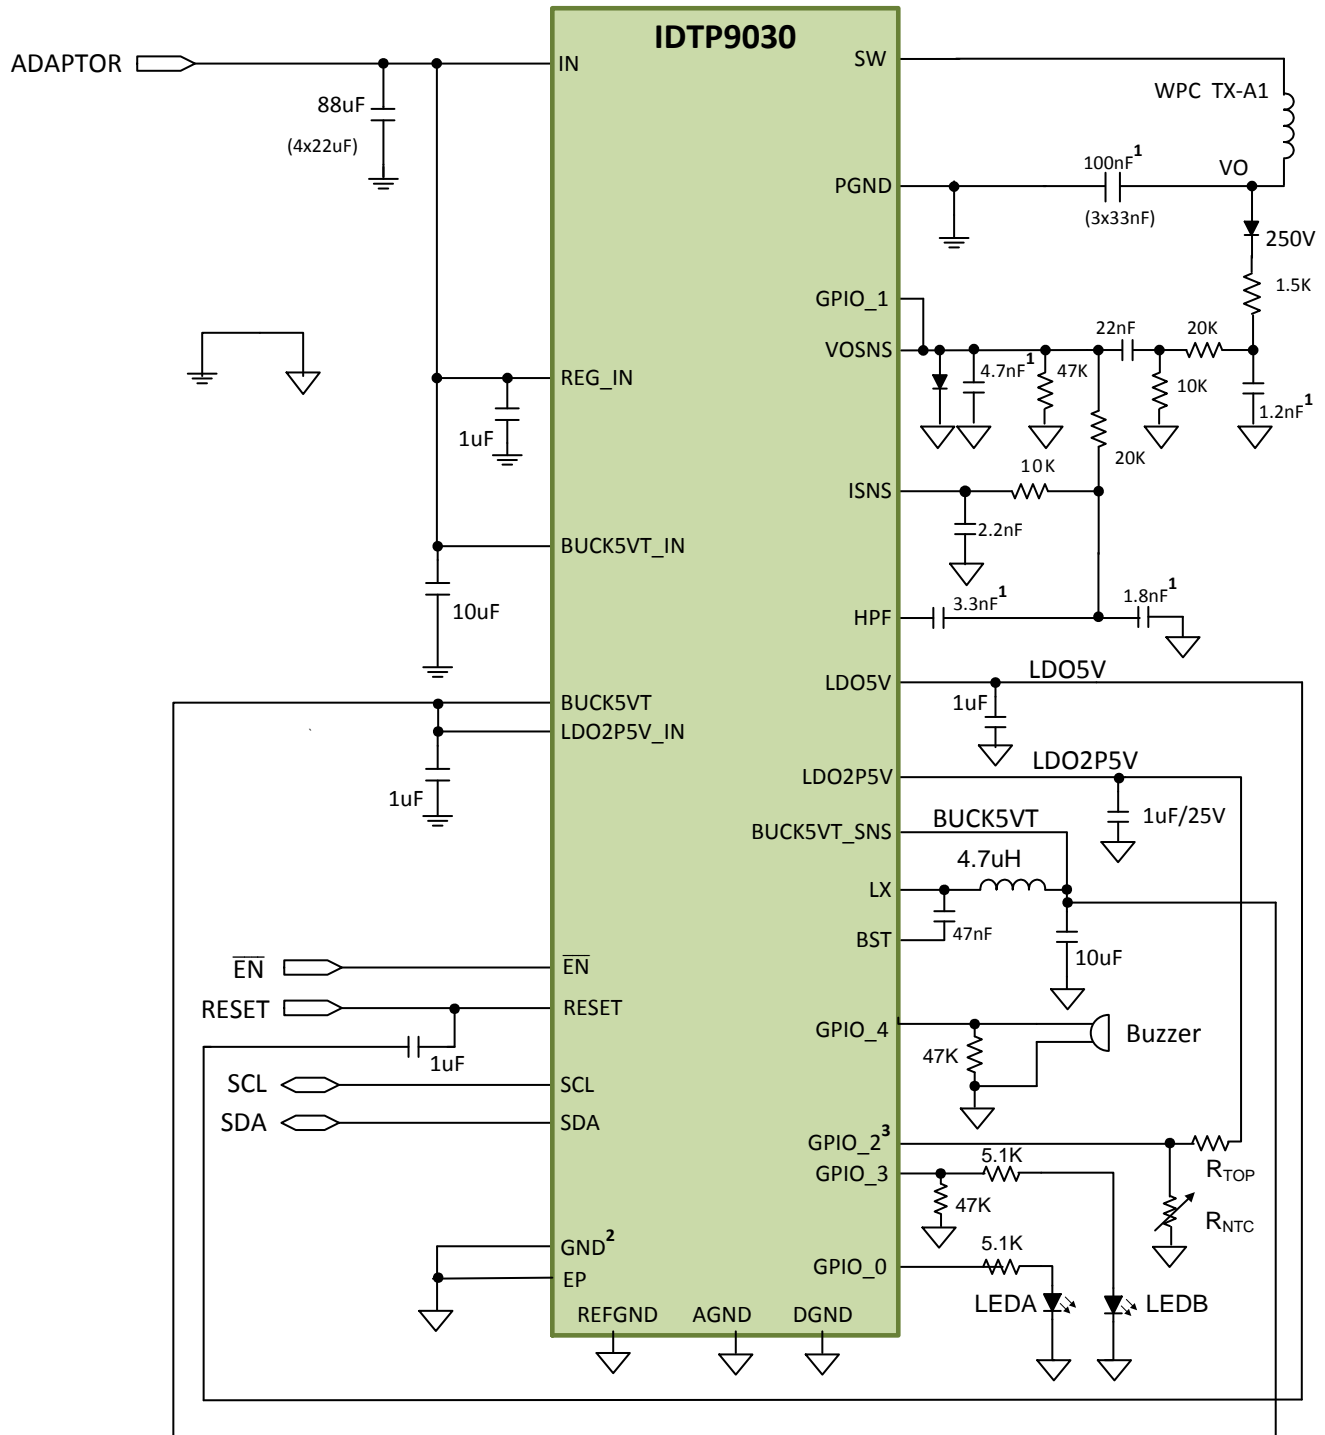 IDTP9030
ADAPTOR
IN
SW
88uF
(4x22uF)
WPC TX-A1
PGND
100nF1
(3x33nF)
VO
250V
1.5K
GPIO_1
VOSNS
22nF
20K
4.7nF1
47K
10K
1.2nF1
REG_IN
1uF
20K
10K
ISNS
2.2nF
BUCK5VT_IN
10uF
HPF
3.3nF1
1.8nF1
LDO5V
LDO5V
1uF
BUCK5VT
LDO2P5V_IN
1uF
LDO2P5V
LDO2P5V
1uF/25V
BUCK5VT_SNS
BUCK5VT
4.7uH
LX
47nF
BST
10uF
EN
EN
RESET
RESET
1uF
GPIO_4
47K
Buzzer
SCL
SCL
SDA
SDA
GPIO_23
RTOP
GPIO_3
5.1K
47K
RNTC
GND2
EP
GPIO_0
5.1K
LEDA
LEDB
REFGND
AGND
DGND